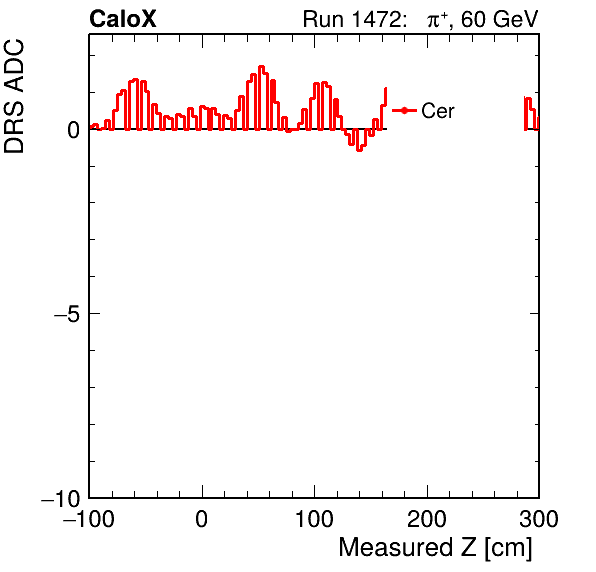 CaloX Run 1472: π⁺, 60 GeV
DRS ADC
Cer
0
−5
−10
−100 0 100 200 300
Measured Z [cm]